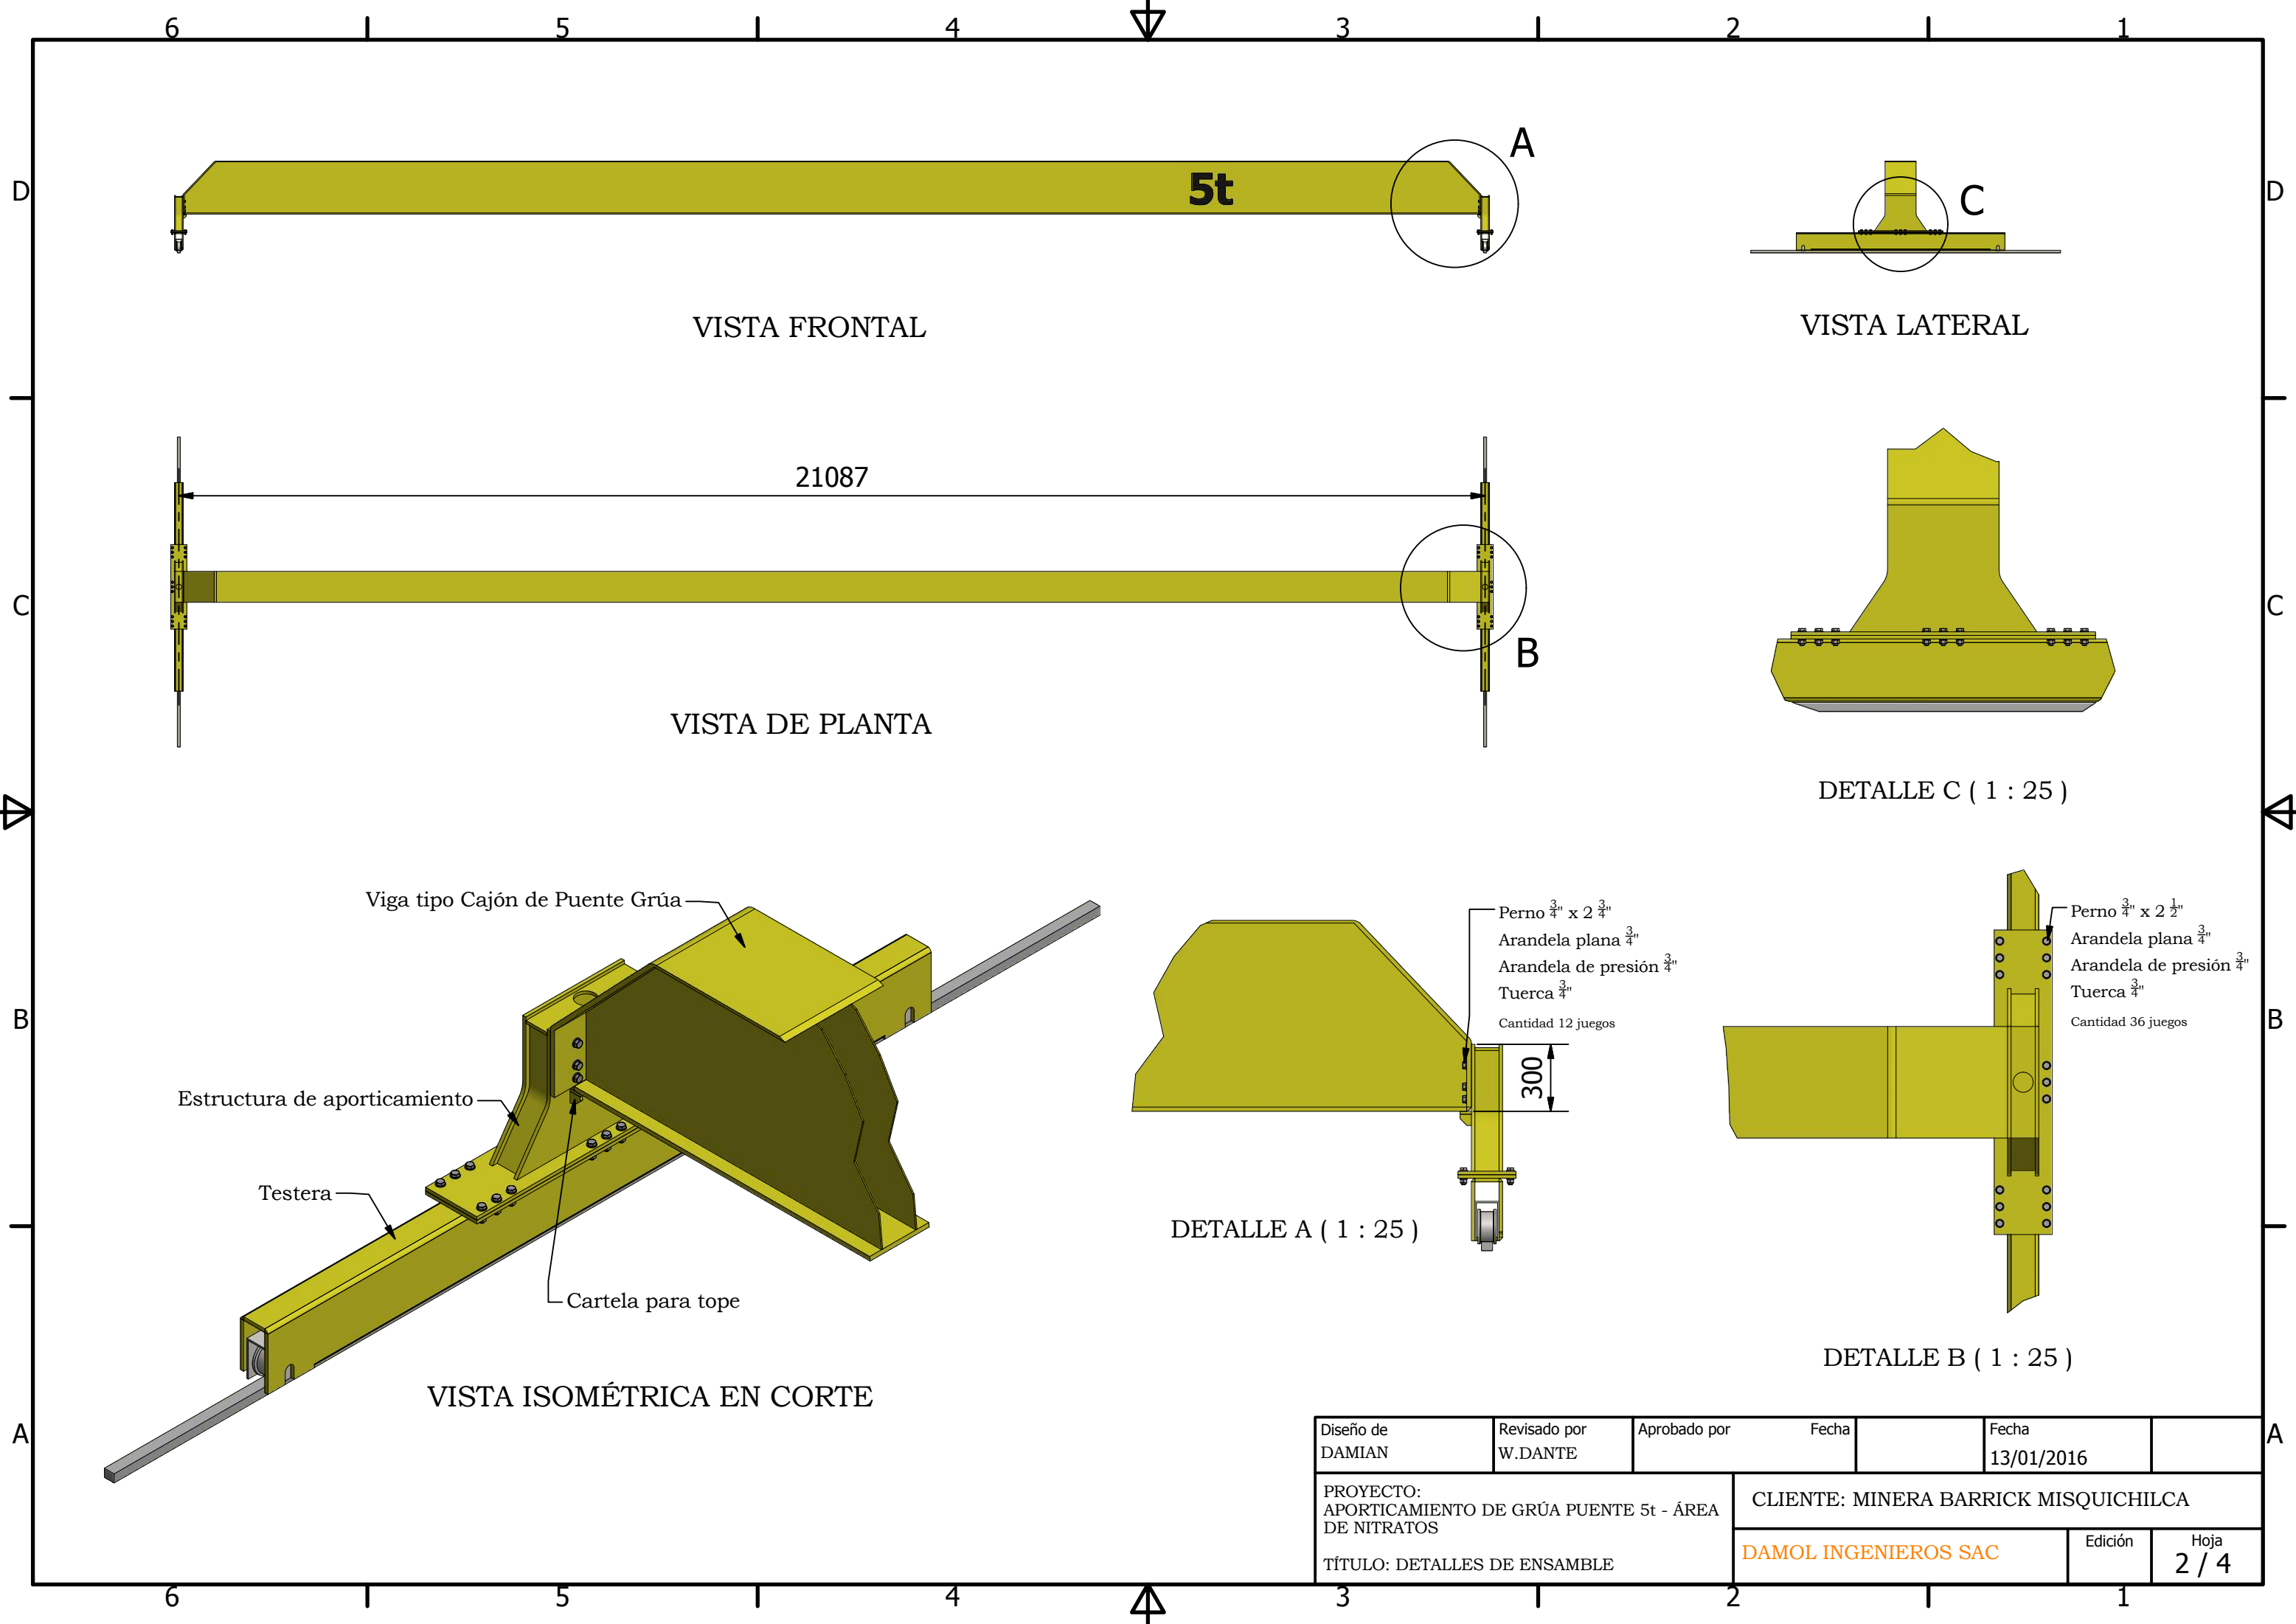 6 5 4 3 2 1
D D
A
5t
C
VISTA FRONTAL
VISTA LATERAL
21087
C C
B
VISTA DE PLANTA
DETALLE C ( 1 : 25 )
Viga tipo Cajón de Puente Grúa
Estructura de aporticamiento
Testera
Cartela para tope
VISTA ISOMÉTRICA EN CORTE
Perno 3/4" x 2 3/4"
Arandela plana 3/4"
Arandela de presión 3/4"
Tuerca 3/4"
Cantidad 12 juegos
300
DETALLE A ( 1 : 25 )
Perno 3/4" x 2 1/2"
Arandela plana 3/4"
Arandela de presión 3/4"
Tuerca 3/4"
Cantidad 36 juegos
B B
DETALLE B ( 1 : 25 )
A A
Diseño de
DAMIAN
Revisado por
W.DANTE
Aprobado por
Fecha
Fecha
13/01/2016
PROYECTO:
APORTICAMIENTO DE GRÚA PUENTE 5t - ÁREA
DE NITRATOS
TÍTULO: DETALLES DE ENSAMBLE
CLIENTE: MINERA BARRICK MISQUICHILCA
DAMOL INGENIEROS SAC
Edición
Hoja
2 / 4
6 5 4 3 2 1